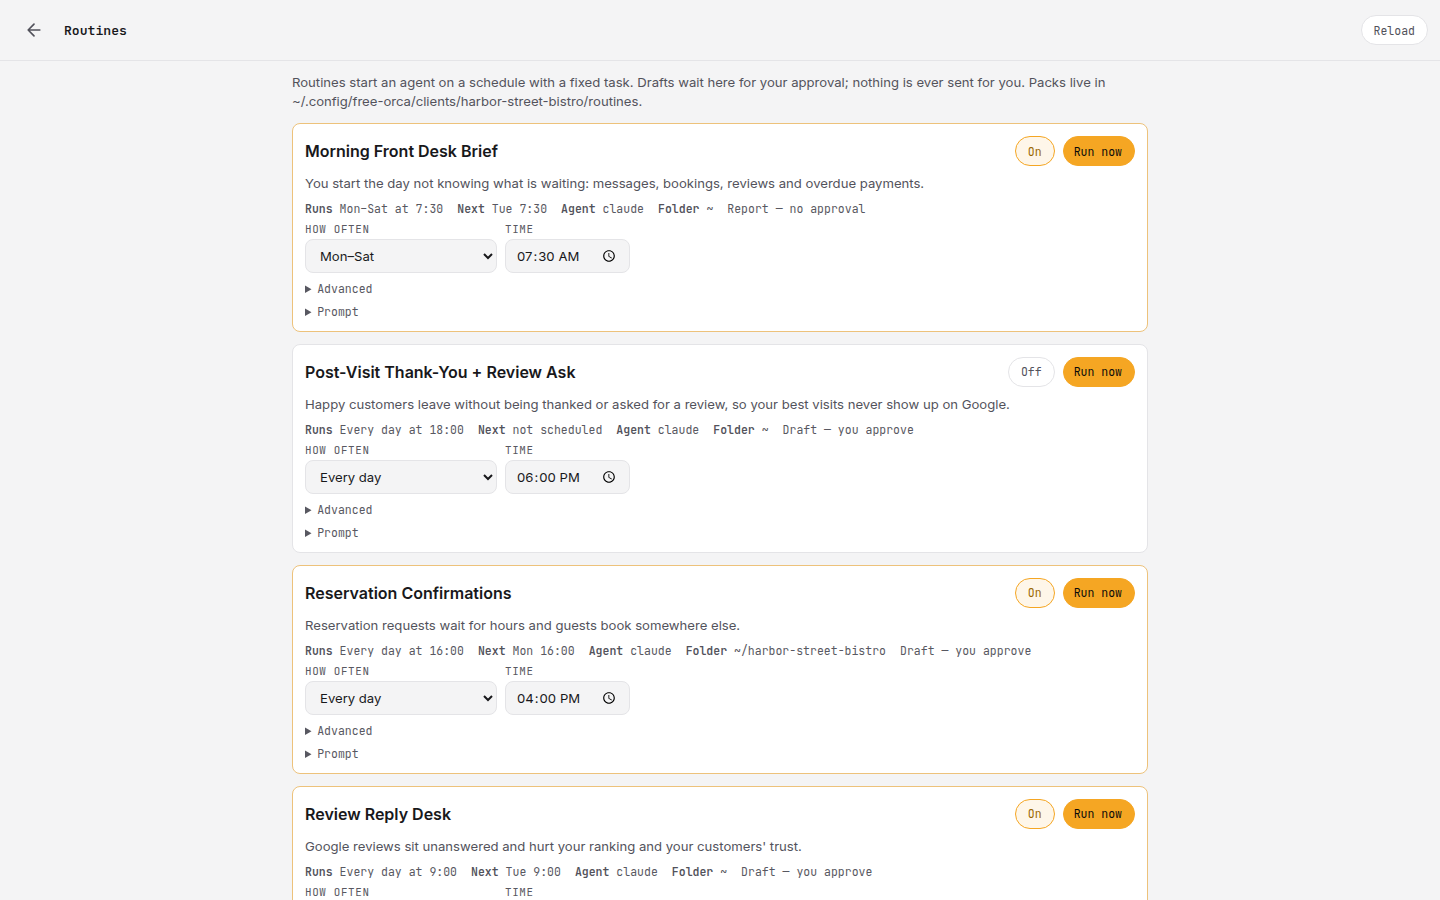 Routines
Reload
Routines start an agent on a schedule with a fixed task. Drafts wait here for your approval; nothing is ever sent for you. Packs live in
~/.config/free-orca/clients/harbor-street-bistro/routines.
Morning Front Desk Brief
On
Run now
You start the day not knowing what is waiting: messages, bookings, reviews and overdue payments.
Runs Mon–Sat at 7:30 Next Tue 7:30 Agent claude Folder ~ Report — no approval
HOW OFTEN
TIME
Mon–Sat
07:30 AM
Advanced
Prompt
Post-Visit Thank-You + Review Ask
Off
Run now
Happy customers leave without being thanked or asked for a review, so your best visits never show up on Google.
Runs Every day at 18:00 Next not scheduled Agent claude Folder ~ Draft — you approve
HOW OFTEN
TIME
Every day
06:00 PM
Advanced
Prompt
Reservation Confirmations
On
Run now
Reservation requests wait for hours and guests book somewhere else.
Runs Every day at 16:00 Next Mon 16:00 Agent claude Folder ~/harbor-street-bistro Draft — you approve
HOW OFTEN
TIME
Every day
04:00 PM
Advanced
Prompt
Review Reply Desk
On
Run now
Google reviews sit unanswered and hurt your ranking and your customers' trust.
Runs Every day at 9:00 Next Tue 9:00 Agent claude Folder ~ Draft — you approve
HOW OFTEN
TIME